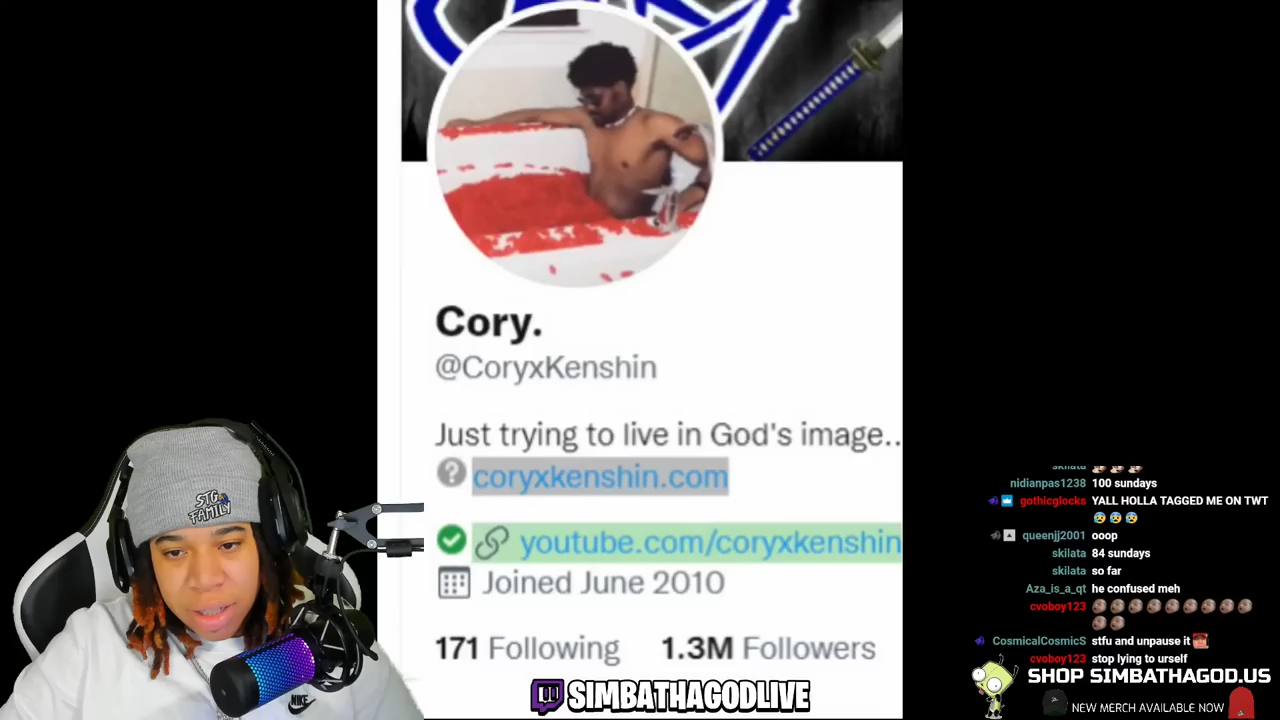 Cory.
@CoryxKenshin
Just trying to live in God's image..
coryxkenshin.com
youtube.com/coryxkenshin
Joined June 2010
171 Following 1.3M Followers
STG
FAMILY
NIKE
SIMBATHAGODLIVE
skilata
nidianpas1238 100 sundays
gothicglocks YALL HOLLA TAGGED ME ON TWT
queenjj2001 ooop
skilata 84 sundays
skilata so far
Aza_is_a_qt he confused meh
cvoboy123
CosmicalCosmicS stfu and unpause it
cvoboy123 stop lying to urself
SHOP SIMBATHAGOD.US
NEW MERCH AVAILABLE NOW